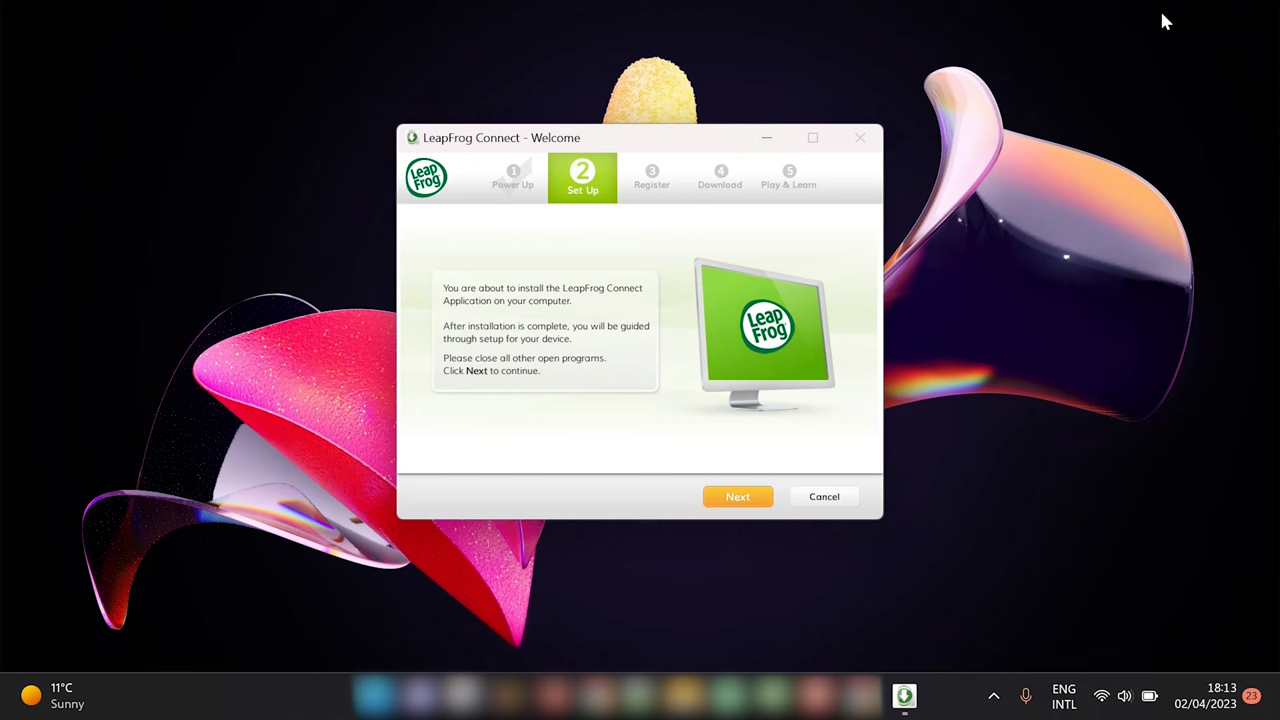 LeapFrog Connect - Welcome
Leap
Frog
1
Power Up
2
Set Up
3
Register
4
Download
5
Play & Learn
You are about to install the LeapFrog Connect
Application on your computer.
After installation is complete, you will be guided
through setup for your device.
Please close all other open programs.
Click Next to continue.
Leap
Frog
Next
Cancel
11°C
Sunny
ENG
INTL
18:13
02/04/2023
23